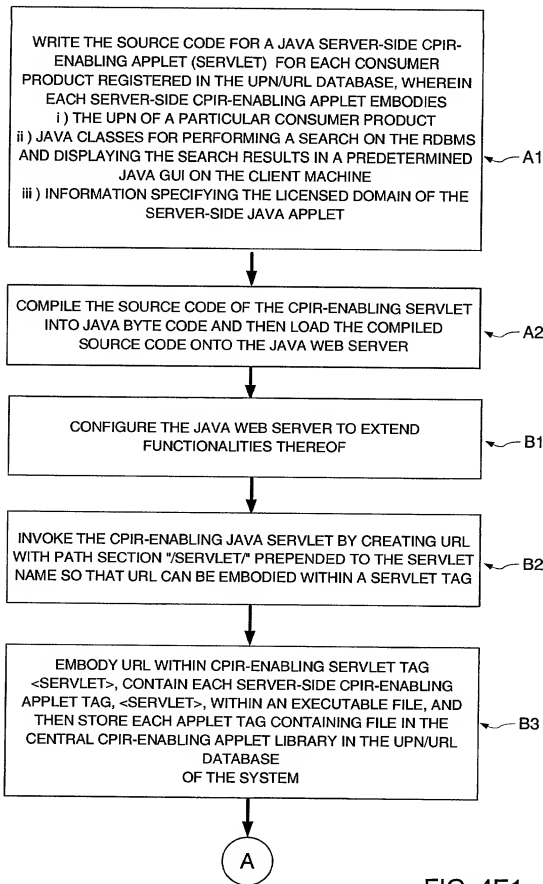 WRITE THE SOURCE CODE FOR A JAVA SERVER-SIDE CPIR-
ENABLING APPLET (SERVLET) FOR EACH CONSUMER
PRODUCT REGISTERED IN THE UPN/URL DATABASE, WHEREIN
EACH SERVER-SIDE CPIR-ENABLING APPLET EMBODIES
i ) THE UPN OF A PARTICULAR CONSUMER PRODUCT
ii ) JAVA CLASSES FOR PERFORMING A SEARCH ON THE RDBMS
AND DISPLAYING THE SEARCH RESULTS IN A PREDETERMINED
JAVA GUI ON THE CLIENT MACHINE
iii ) INFORMATION SPECIFYING THE LICENSED DOMAIN OF THE
SERVER-SIDE JAVA APPLET
A1
COMPILE THE SOURCE CODE OF THE CPIR-ENABLING SERVLET
INTO JAVA BYTE CODE AND THEN LOAD THE COMPILED
SOURCE CODE ONTO THE JAVA WEB SERVER
A2
CONFIGURE THE JAVA WEB SERVER TO EXTEND
FUNCTIONALITIES THEREOF
B1
INVOKE THE CPIR-ENABLING JAVA SERVLET BY CREATING URL
WITH PATH SECTION "/SERVLET/" PREPENDED TO THE SERVLET
NAME SO THAT URL CAN BE EMBODIED WITHIN A SERVLET TAG
B2
EMBODY URL WITHIN CPIR-ENABLING SERVLET TAG
<SERVLET>, CONTAIN EACH SERVER-SIDE CPIR-ENABLING
APPLET TAG, <SERVLET>, WITHIN AN EXECUTABLE FILE, AND
THEN STORE EACH APPLET TAG CONTAINING FILE IN THE
CENTRAL CPIR-ENABLING APPLET LIBRARY IN THE UPN/URL
DATABASE
OF THE SYSTEM
B3
A
FIG. 4E1